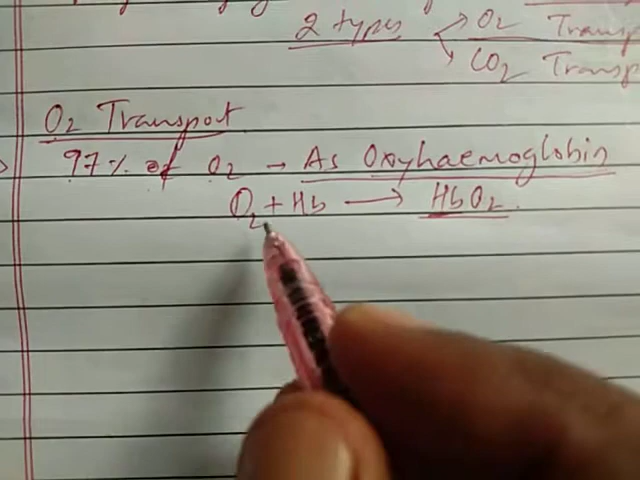 2 types O2 Transp
CO2 Transp
O2 Transport
97% of O2 → As Oxyhaemoglobin
O2 + Hb → HbO2.